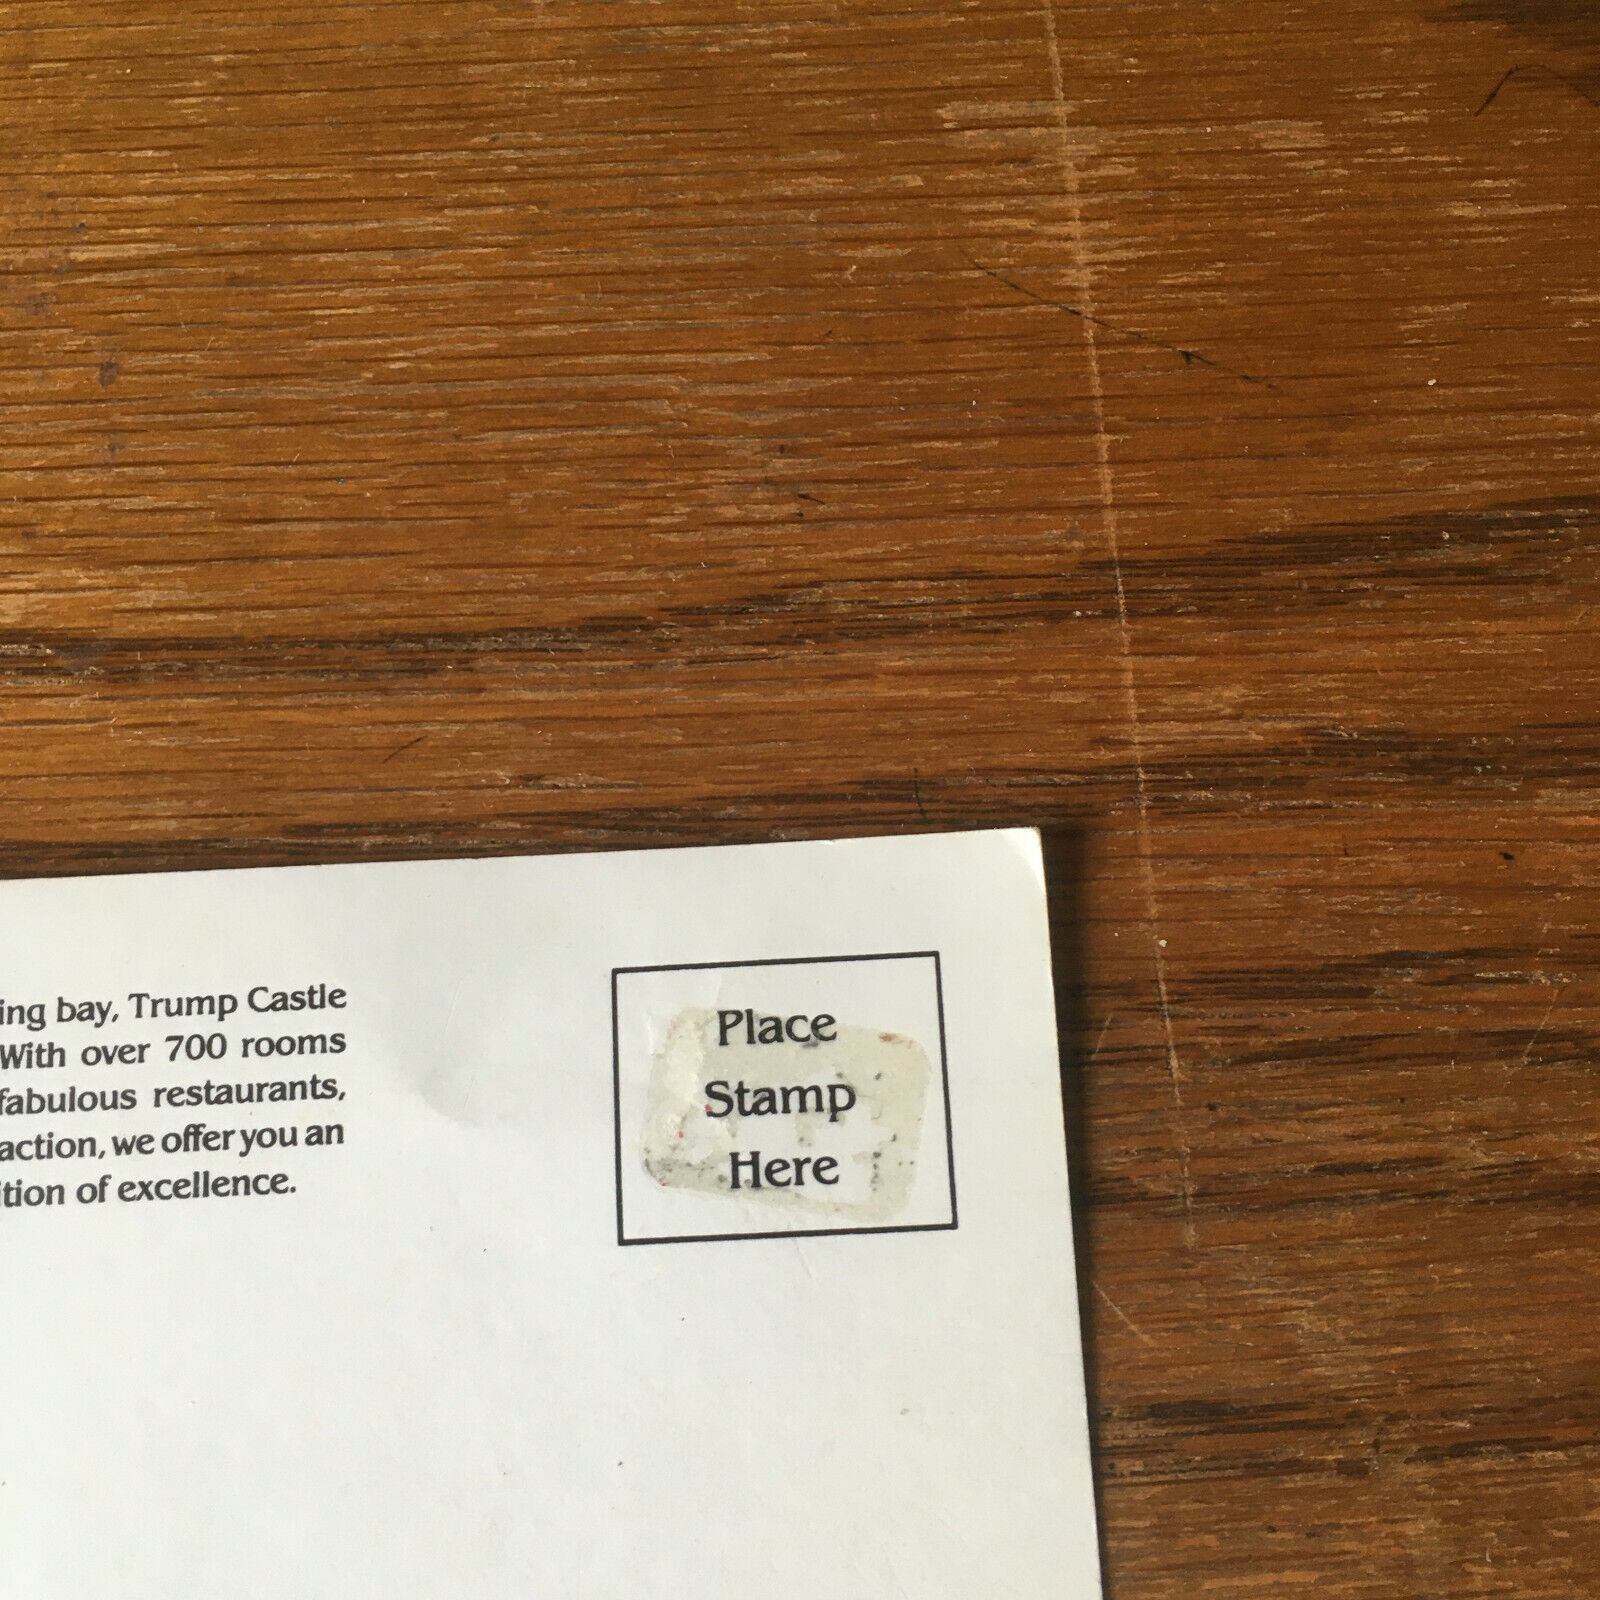 ing bay, Trump Castle
With over 700 rooms
fabulous restaurants,
action, we offer you an
ition of excellence.
Place
Stamp
Here